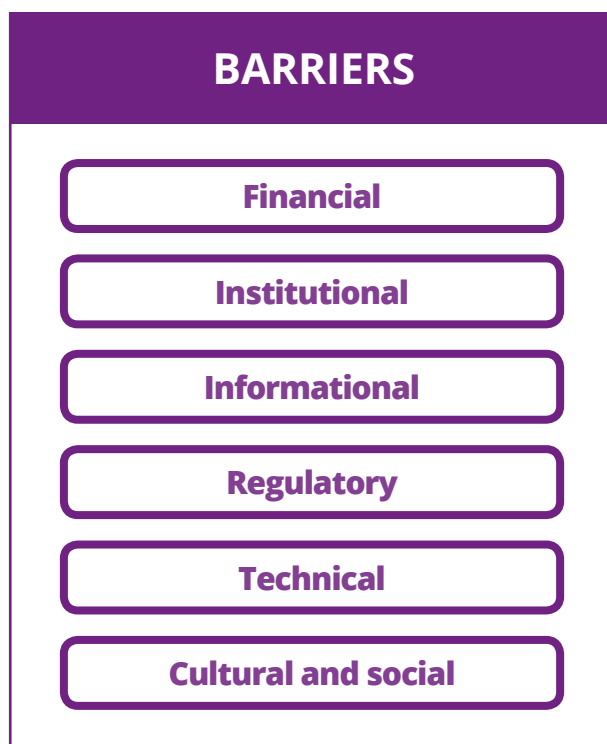 BARRIERS
Financial
Institutional
Informational
Regulatory
Technical
Cultural and social